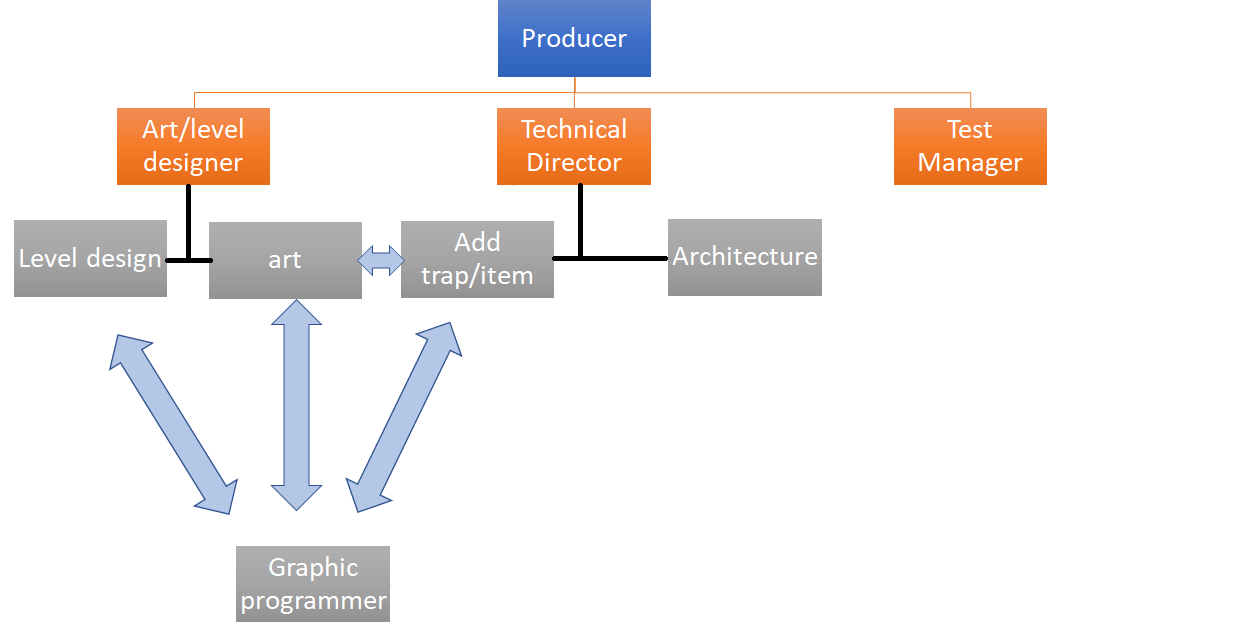 Producer
Art/level
designer
Technical
Director
Test
Manager
Level design
art
Add
trap/item
Architecture
Graphic
programmer